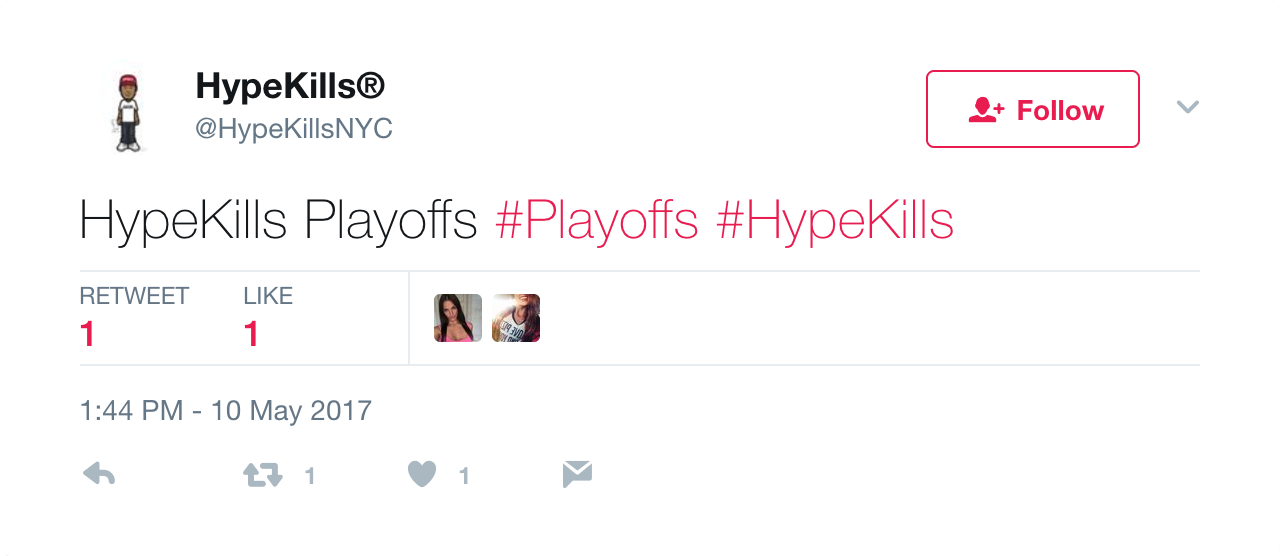 HypeKills®
@HypeKillsNYC
Follow
HypeKills Playoffs #Playoffs #HypeKills
RETWEET LIKE
1 1
1:44 PM - 10 May 2017
1 1